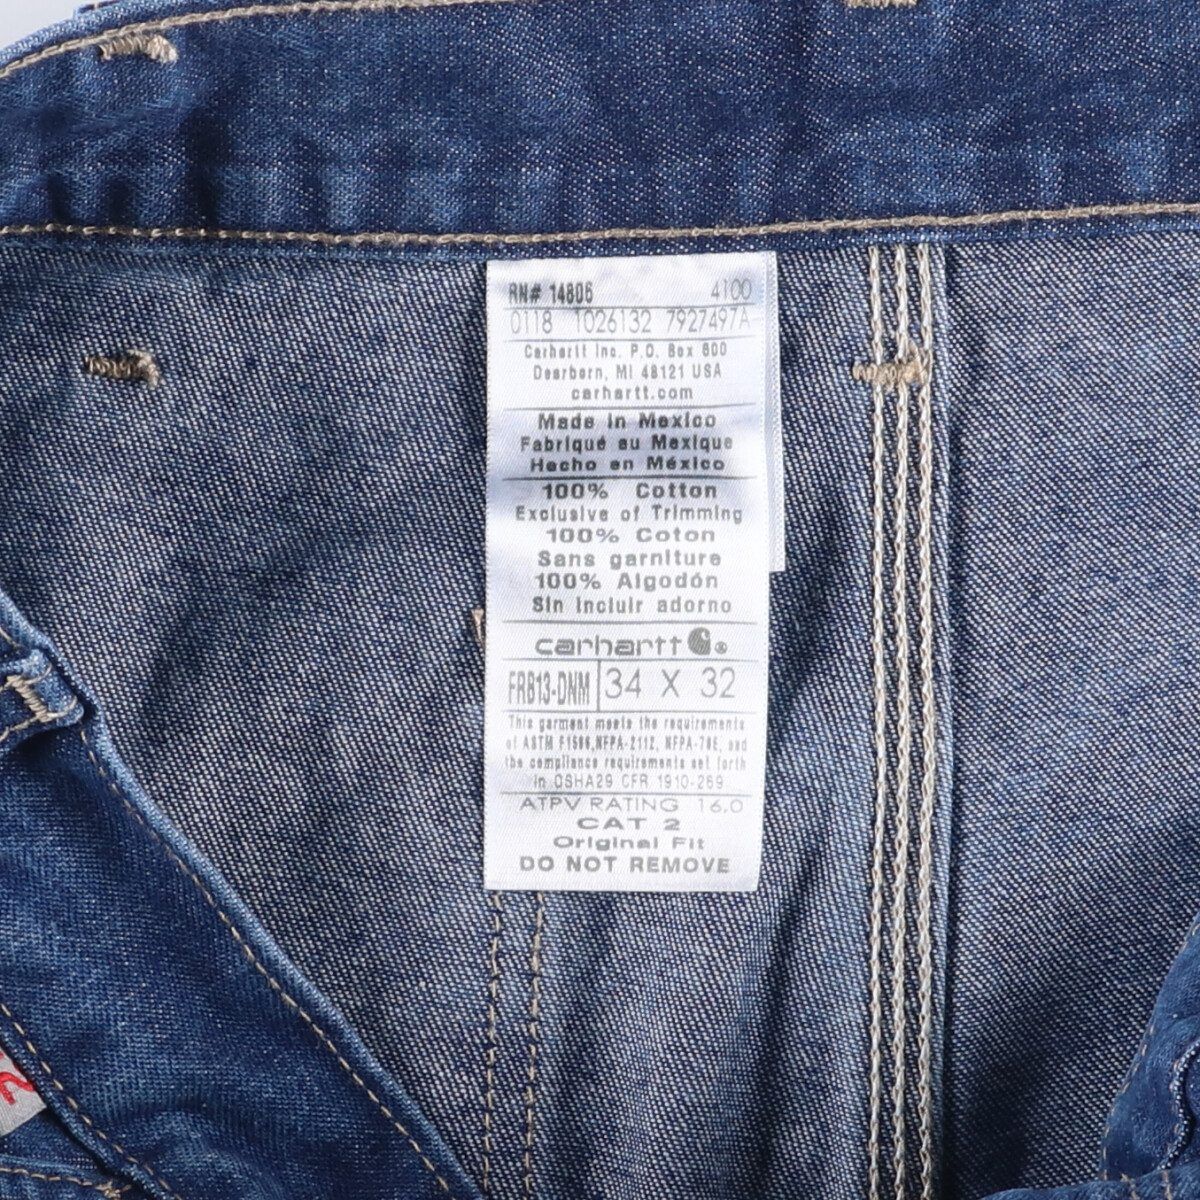 RN# 14806 4100
0118 1026132 7927497A
Carhartt Inc. P.O. Box 600
Dearborn, MI 48121 USA
carhartt.com
Made in Mexico
Fabriqué au Mexique
Hecho en México
100% Cotton
Exclusive of Trimming
100% Coton
Sans garniture
100% Algodón
Sin incluir adorno
carhartt ®
FRB13-DNM 34 X 32
This garment meets the requirements
of ASTM F1506, NFPA-2112, NFPA-70E, and
the compliance requirements set forth
in OSHA29 CFR 1910-269
ATPV RATING 16.0
CAT 2
Original Fit
DO NOT REMOVE